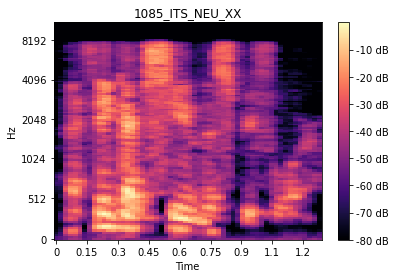 1085_ITS_NEU_XX
8192
4096
2048
1024
512
0
Hz
0 0.15 0.3 0.45 0.6 0.75 0.9 1.1 1.2
Time
-10 dB
-20 dB
-30 dB
-40 dB
-50 dB
-60 dB
-70 dB
-80 dB